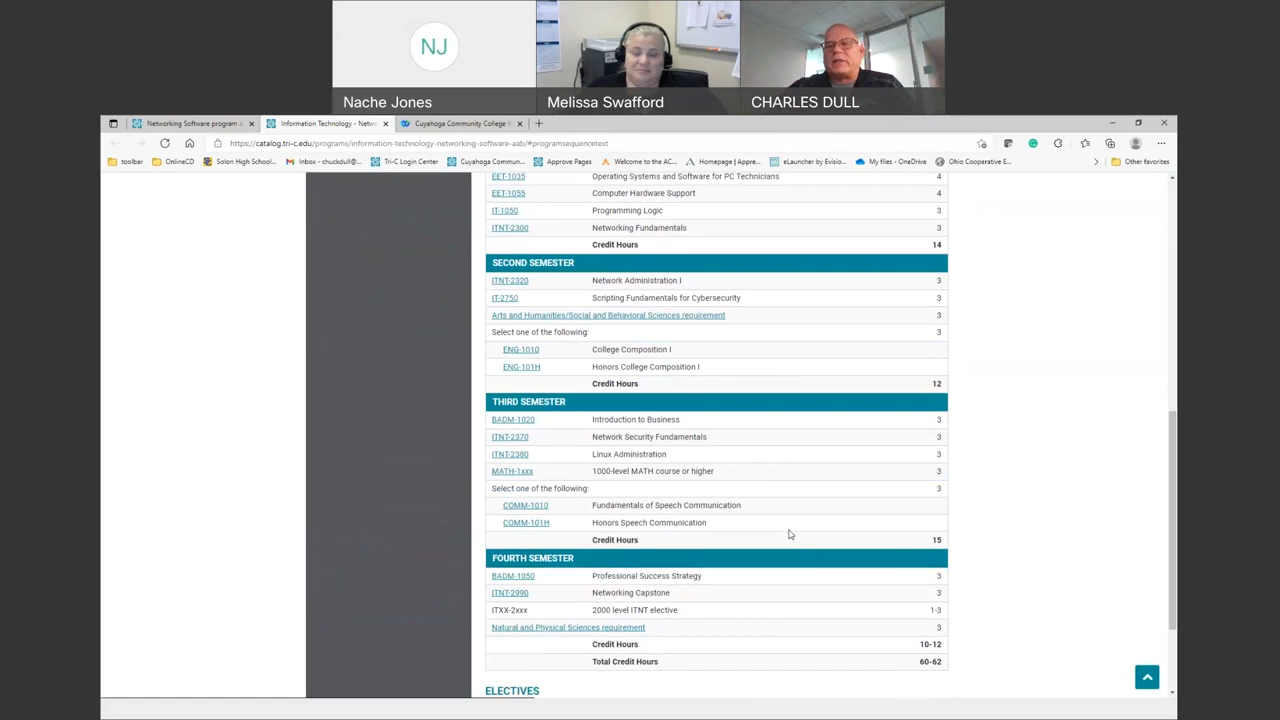 NJ
Nache Jones
Melissa Swafford
CHARLES DULL
Networking Software program
Information Technology - Netwo
Cuyahoga Community College
https://catalog.tri-c.edu/programs/information-technology-networking-software-aab/#programsequencetext
toolbar OnlineCD Solon High School... Inbox - chuckdull@... Tri-C Login Center Cuyahoga Commun... Approve Pages Welcome to the AC... Homepage | Appre... eLauncher by Evisio... My files - OneDrive Ohio Cooperative E... Other favorites
EET-1035 Operating Systems and Software for PC Technicians 4
EET-1055 Computer Hardware Support 4
IT-1050 Programming Logic 3
ITNT-2300 Networking Fundamentals 3
Credit Hours 14
SECOND SEMESTER
ITNT-2320 Network Administration I 3
IT-2750 Scripting Fundamentals for Cybersecurity 3
Arts and Humanities/Social and Behavioral Sciences requirement 3
Select one of the following: 3
ENG-1010 College Composition I
ENG-101H Honors College Composition I
Credit Hours 12
THIRD SEMESTER
BADM-1020 Introduction to Business 3
ITNT-2370 Network Security Fundamentals 3
ITNT-2380 Linux Administration 3
MATH-1xxx 1000-level MATH course or higher 3
Select one of the following: 3
COMM-1010 Fundamentals of Speech Communication
COMM-101H Honors Speech Communication
Credit Hours 15
FOURTH SEMESTER
BADM-1050 Professional Success Strategy 3
ITNT-2990 Networking Capstone 3
ITXX-2xxx 2000 level ITNT elective 1-3
Natural and Physical Sciences requirement 3
Credit Hours 10-12
Total Credit Hours 60-62
ELECTIVES